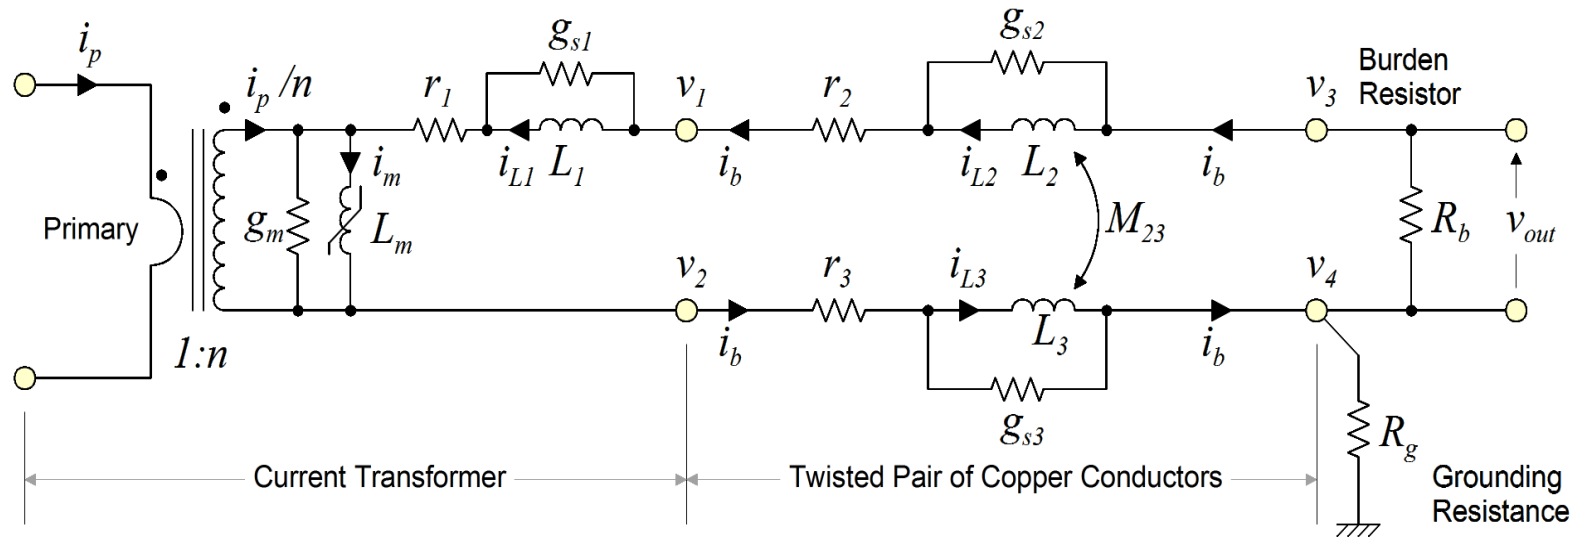 i_p
g_s1
g_s2
Burden
Resistor
i_p /n
r_1
v_1
r_2
v_3
i_m
i_L1
L_1
i_b
i_L2
L_2
i_b
Primary
g_m
L_m
M_23
R_b
v_out
v_2
r_3
i_L3
v_4
1:n
i_b
L_3
i_b
g_s3
R_g
Current Transformer
Twisted Pair of Copper Conductors
Grounding
Resistance